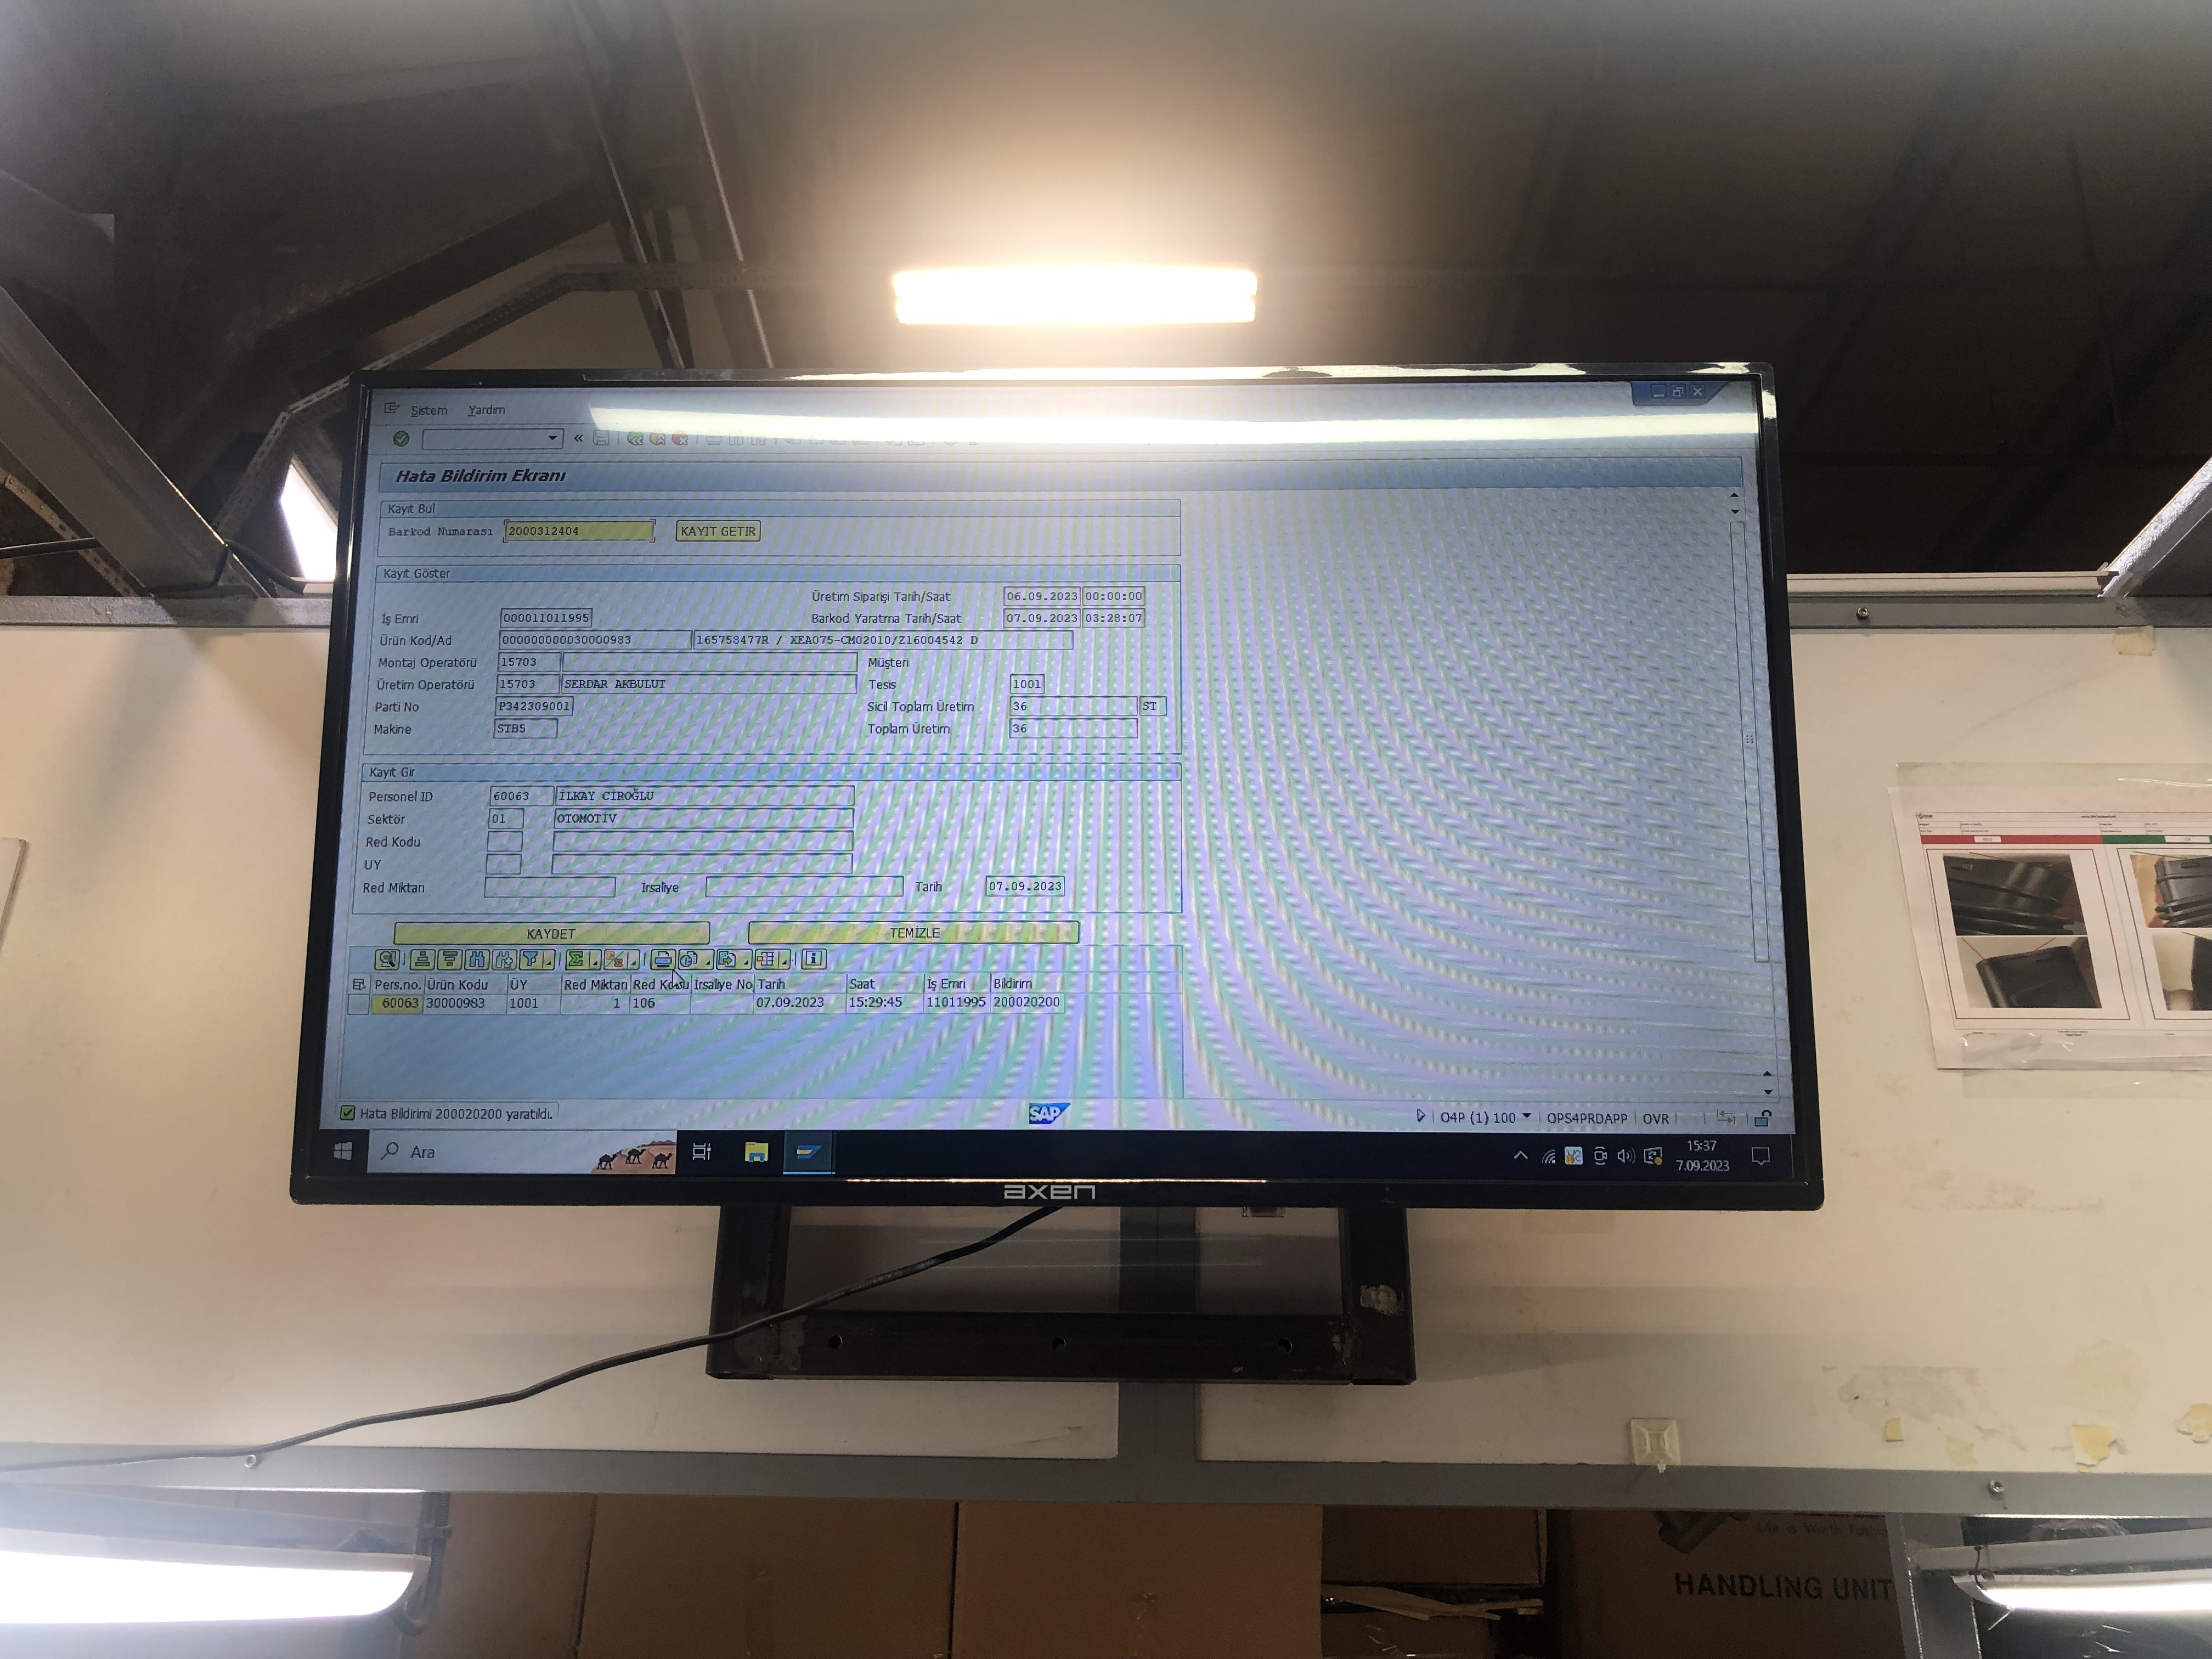 Sistem Yardım
Hata Bildirim Ekranı
Kayıt Bul
Barkod Numarası 2000312404 KAYIT GETİR
Kayıt Göster
Üretim Siparişi Tarih/Saat 06.09.2023 00:00:00
İş Emri 000011011995 Barkod Yaratma Tarih/Saat 07.09.2023 03:28:07
Ürün Kod/Ad 000000000030000983 165758477R / XEA075-CM02010/Z16004542 D
Montaj Operatörü 15703 Müşteri
Üretim Operatörü 15703 SERDAR AKBULUT Tesis 1001
Parti No P342309001 Sicil Toplam Üretim 36 ST
Makine STB5 Toplam Üretim 36
Kayıt Gir
Personel ID 60063 İLKAY CİROĞLU
Sektör 01 OTOMOTİV
Red Kodu
UY
Red Miktarı İrsaliye Tarih 07.09.2023
KAYDET TEMİZLE
Pers.no. Ürün Kodu ÜY Red Miktarı Red Kodu İrsaliye No Tarih Saat İş Emri Bildirim
60063 30000983 1001 1 106 07.09.2023 15:29:45 11011995 200020200
Hata Bildirimi 200020200 yaratıldı. SAP O4P (1) 100 OPS4PRDAPP OVR
Ara 15:37
7.09.2023
axen
Life is Worth
HANDLING UNIT